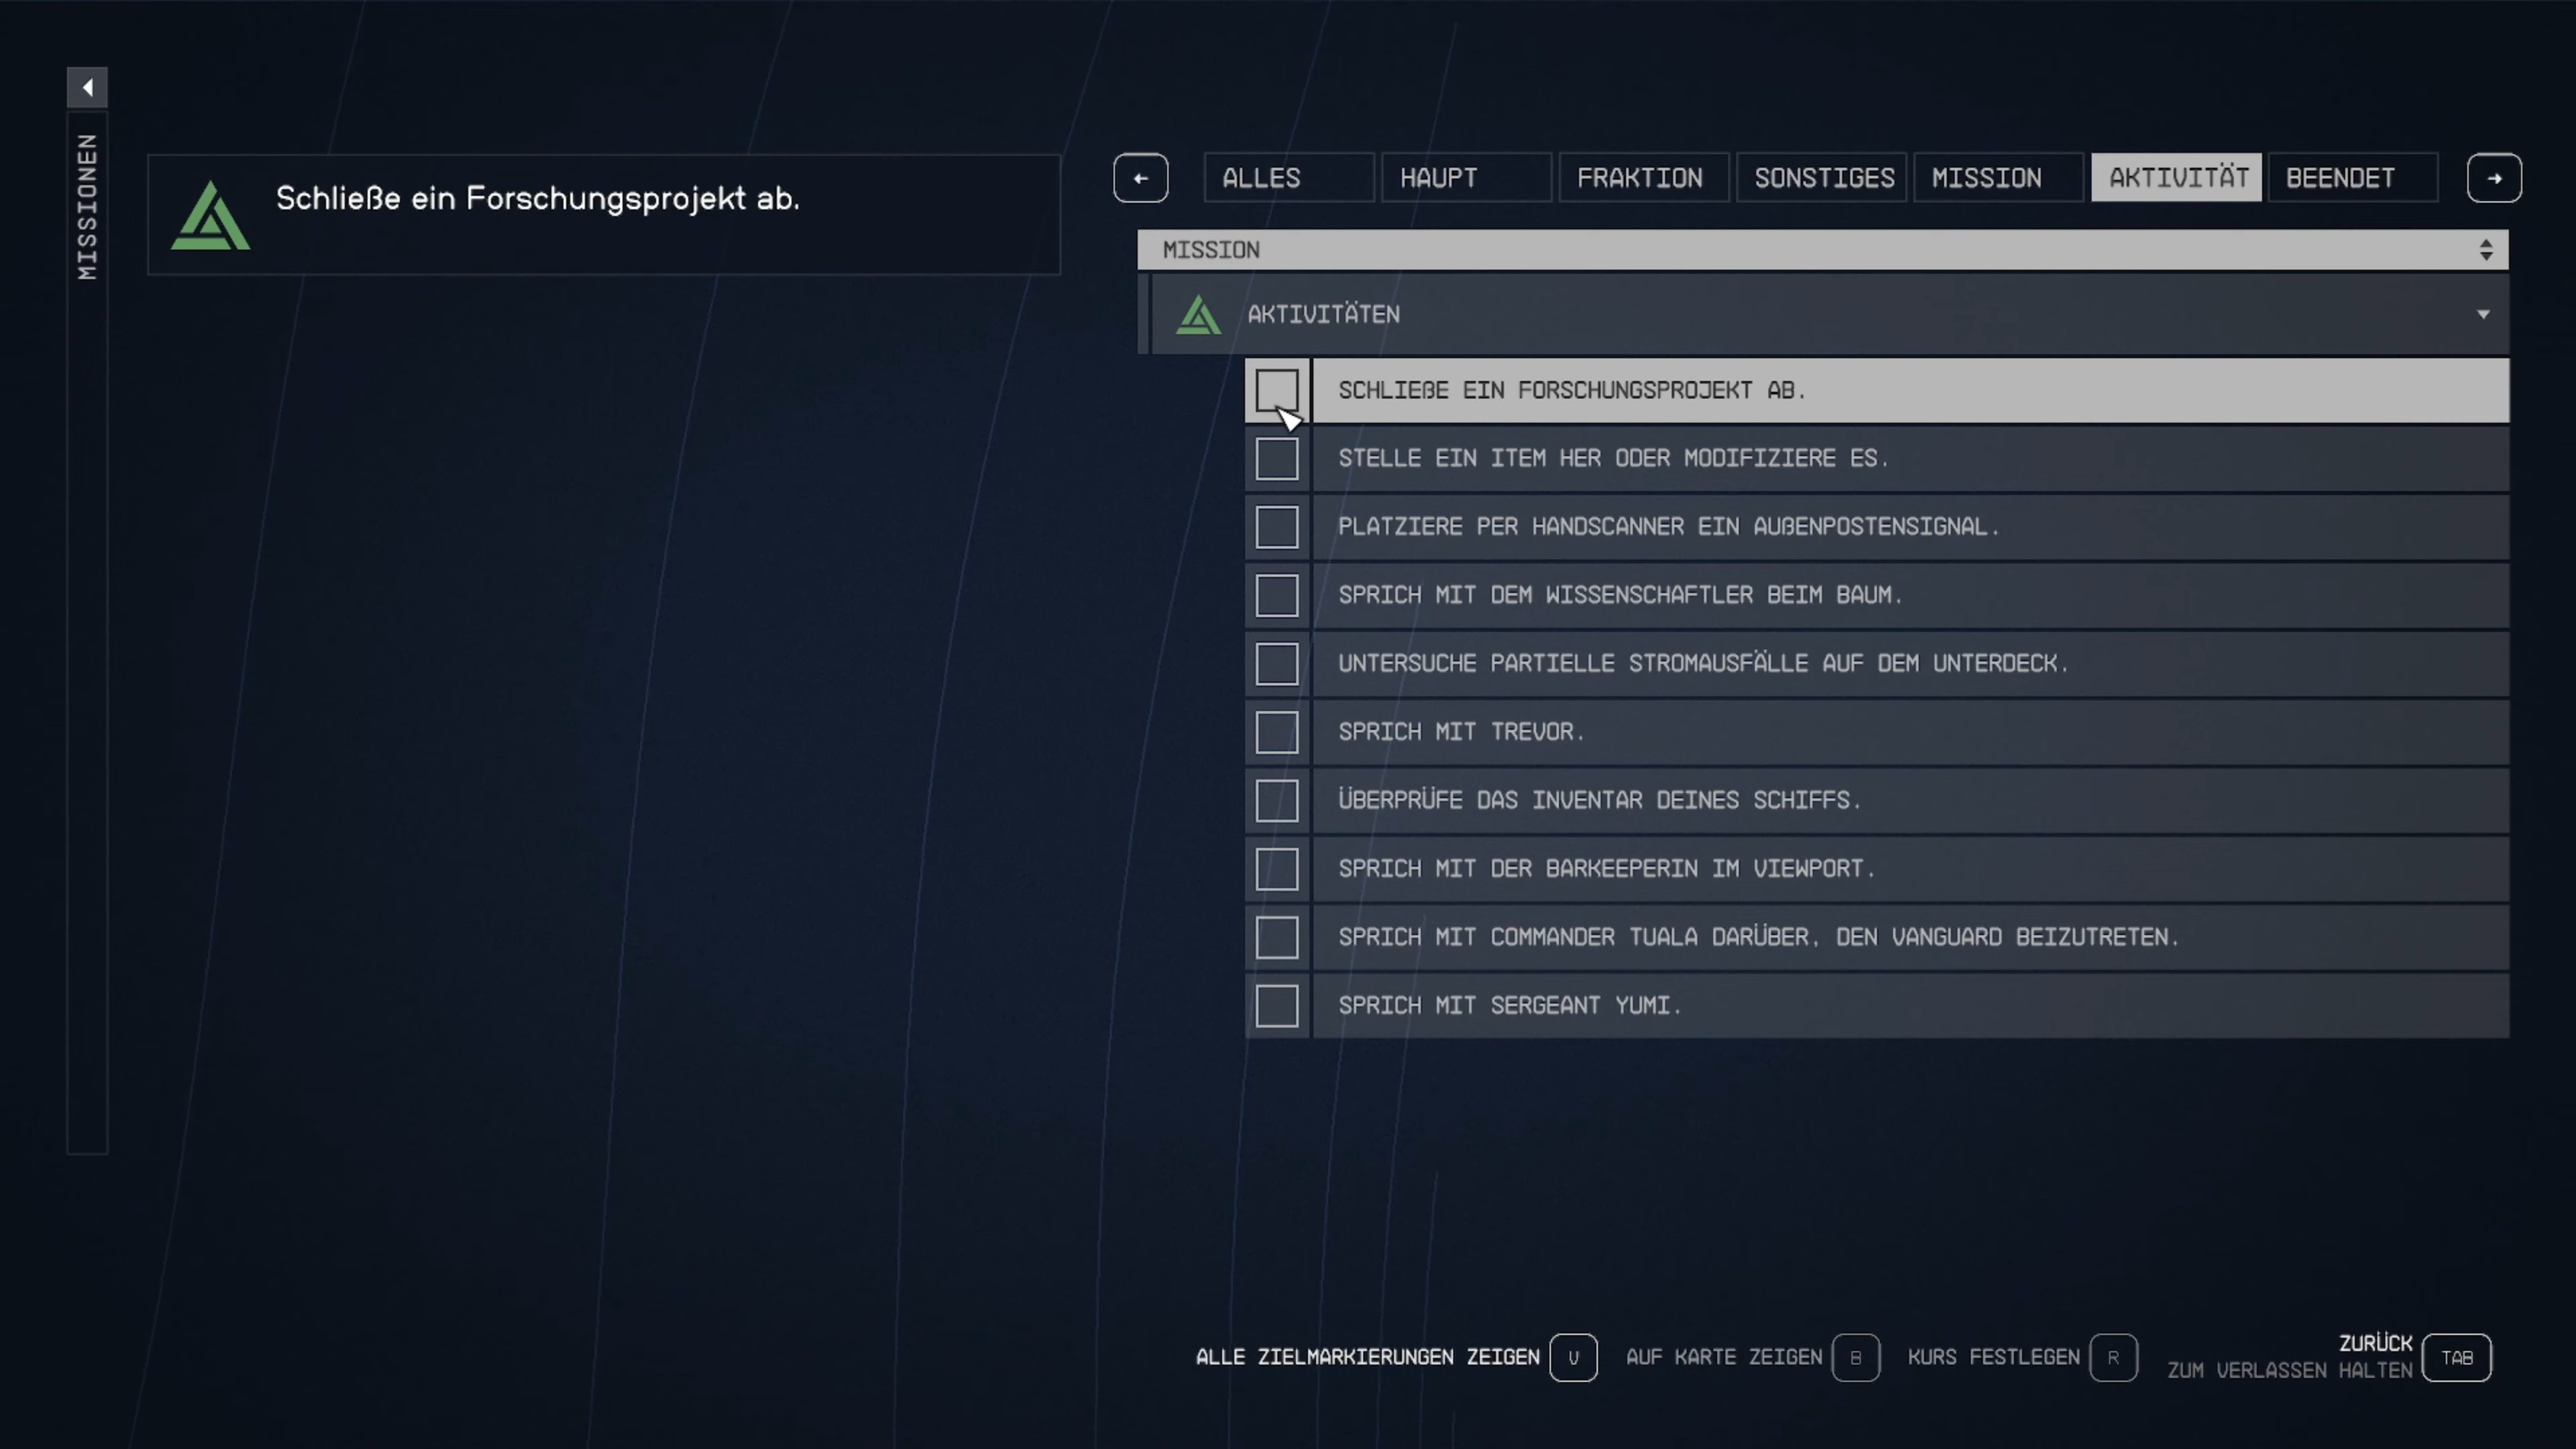 MISSIONEN
Schließe ein Forschungsprojekt ab.
ALLES HAUPT FRAKTION SONSTIGES MISSION AKTIVITÄT BEENDET
MISSION
AKTIVITÄTEN
SCHLIEßE EIN FORSCHUNGSPROJEKT AB.
STELLE EIN ITEM HER ODER MODIFIZIERE ES.
PLATZIERE PER HANDSCANNER EIN AUßENPOSTENSIGNAL.
SPRICH MIT DEM WISSENSCHAFTLER BEIM BAUM.
UNTERSUCHE PARTIELLE STROMAUSFÄLLE AUF DEM UNTERDECK.
SPRICH MIT TREVOR.
ÜBERPRÜFE DAS INVENTAR DEINES SCHIFFS.
SPRICH MIT DER BARKEEPERIN IM VIEWPORT.
SPRICH MIT COMMANDER TUALA DARÜBER, DEN VANGUARD BEIZUTRETEN.
SPRICH MIT SERGEANT YUMI.
ALLE ZIELMARKIERUNGEN ZEIGEN V AUF KARTE ZEIGEN B KURS FESTLEGEN R ZURÜCK TAB
ZUM VERLASSEN HALTEN